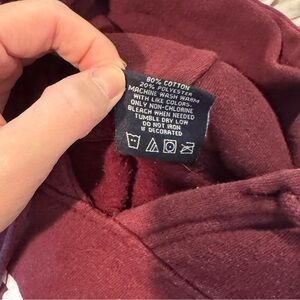 80% COTTON
20% POLYESTER
MACHINE WASH WARM
WITH LIKE COLORS.
ONLY NON-CHLORINE
BLEACH WHEN NEEDED
TUMBLE DRY LOW
DO NOT IRON
IF DECORATED